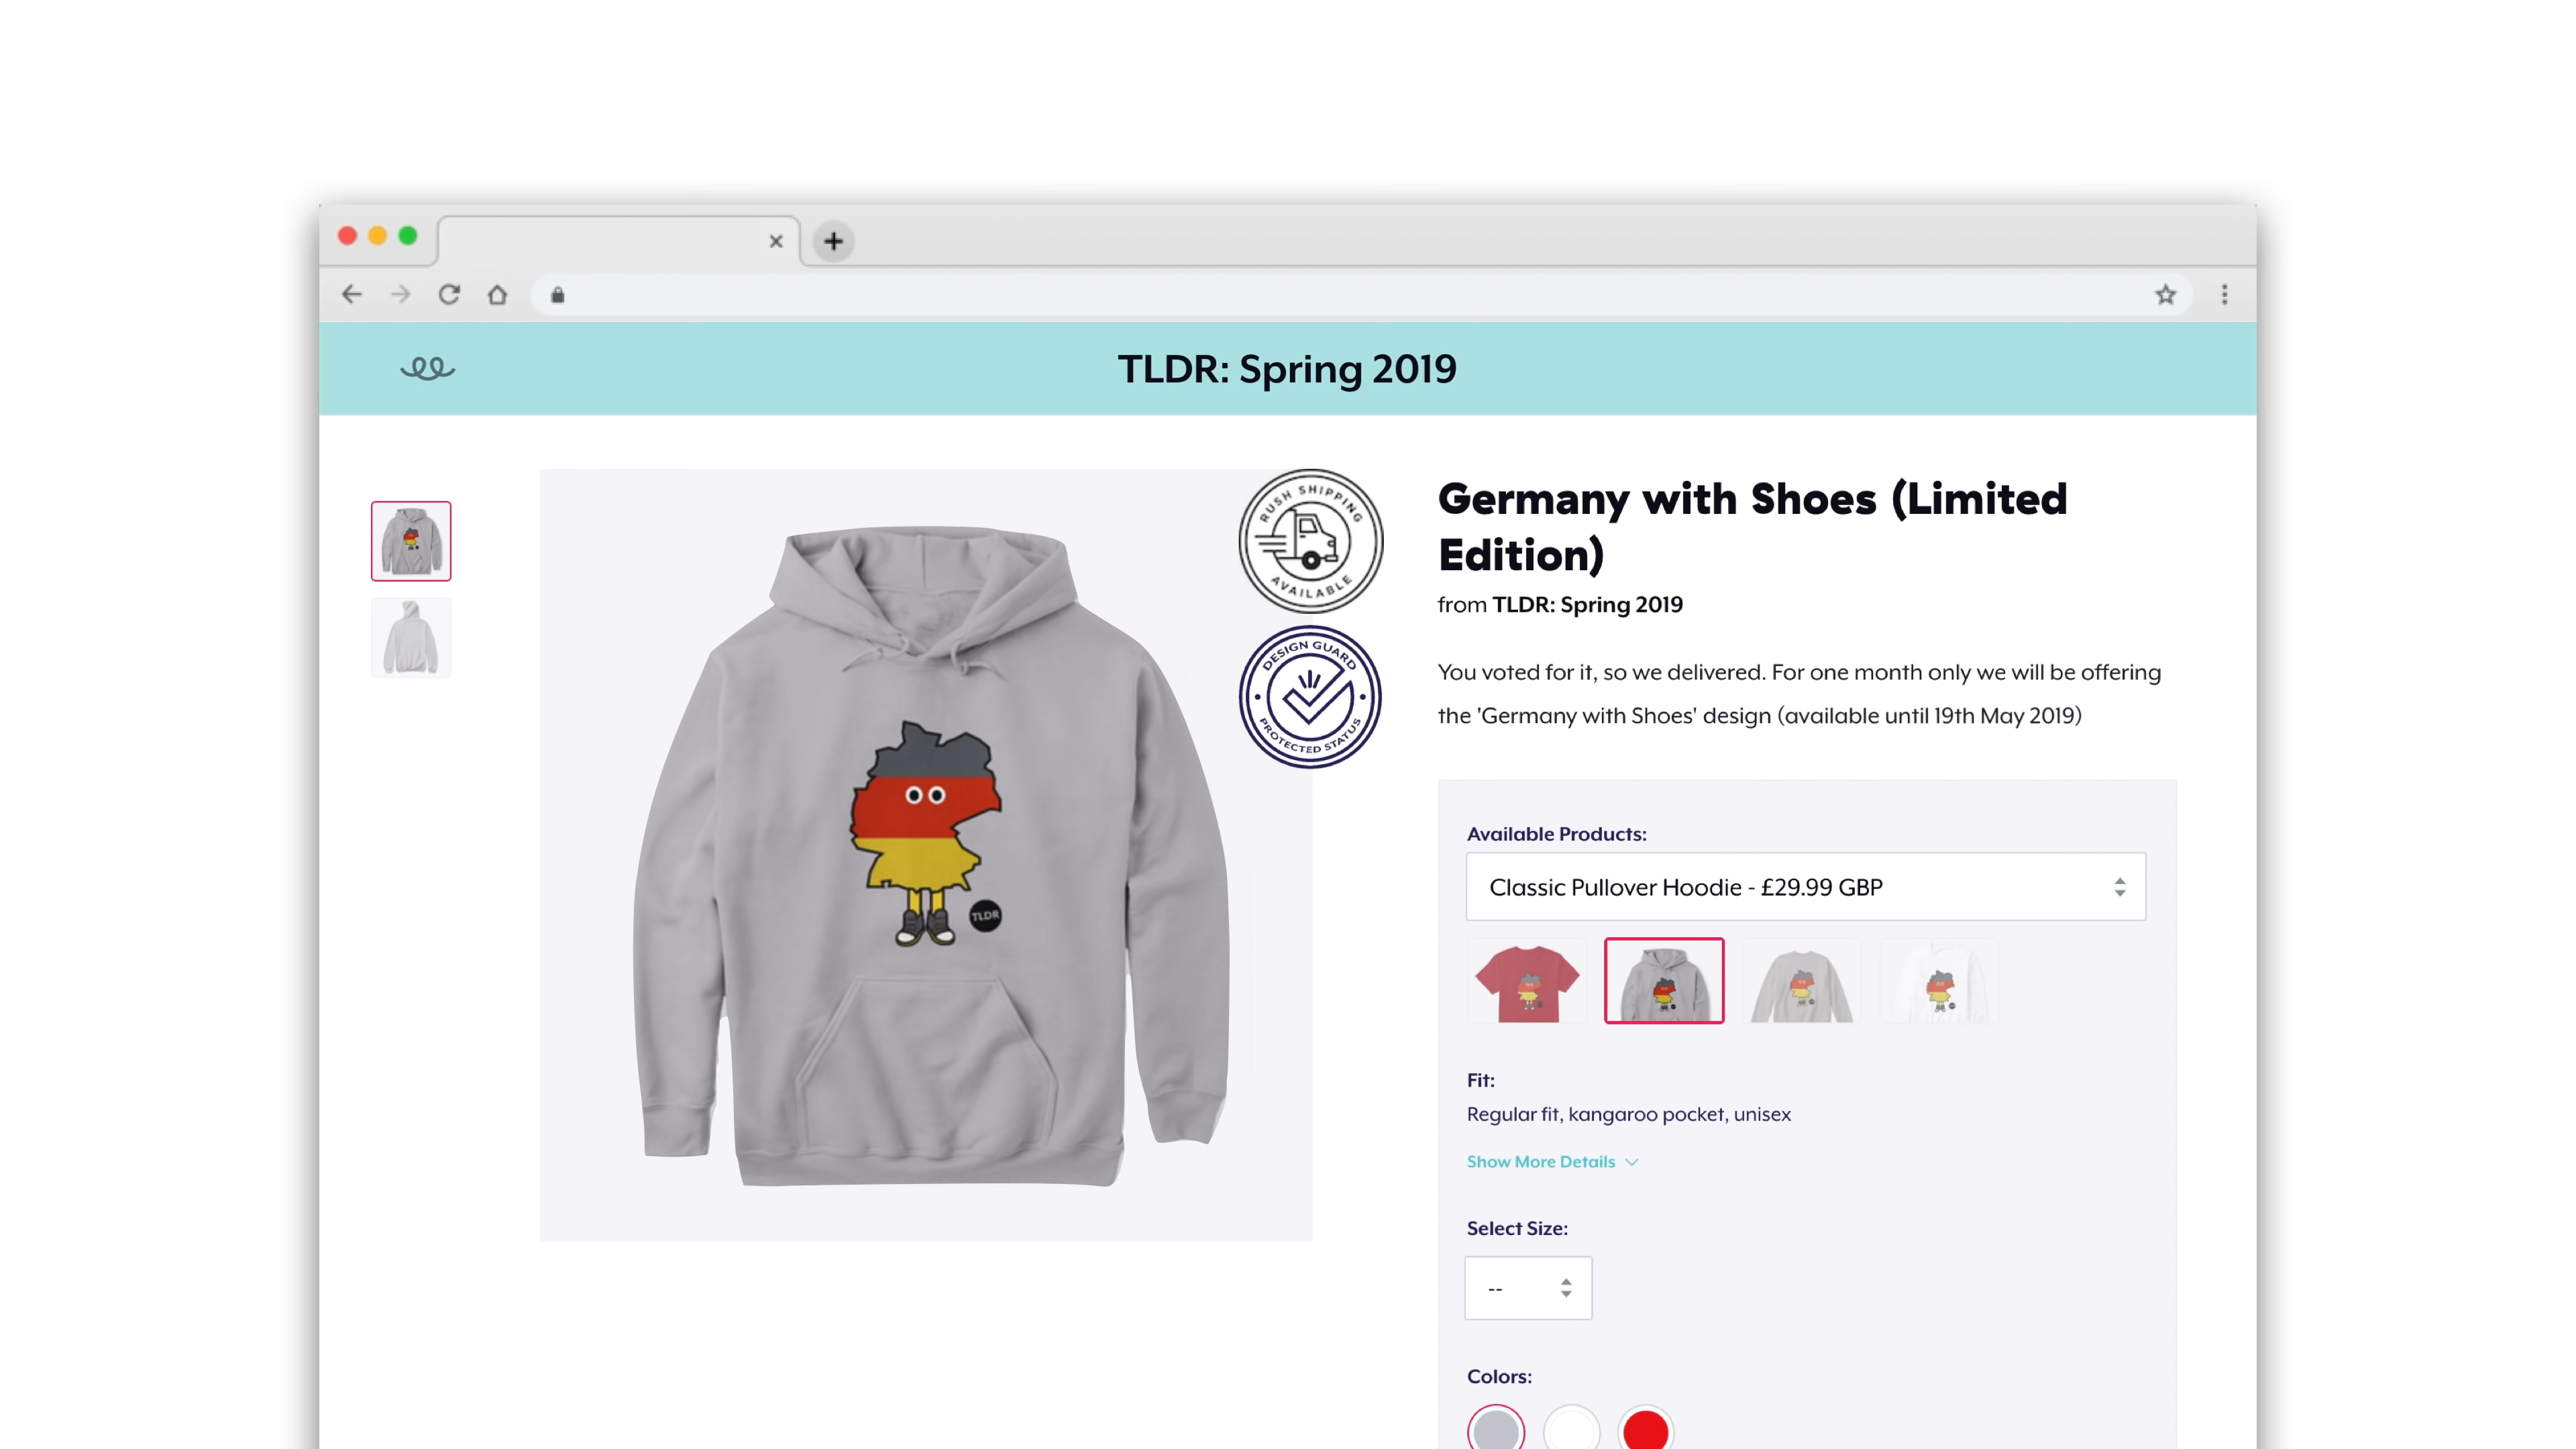 TLDR: Spring 2019
RUSH SHIPPING
AVAILABLE
DESIGN GUARD
PROTECTED STATUS
TLDR
Germany with Shoes (Limited
Edition)
from TLDR: Spring 2019
You voted for it, so we delivered. For one month only we will be offering
the 'Germany with Shoes' design (available until 19th May 2019)
Available Products:
Classic Pullover Hoodie - £29.99 GBP
Fit:
Regular fit, kangaroo pocket, unisex
Show More Details
Select Size:
--
Colors: